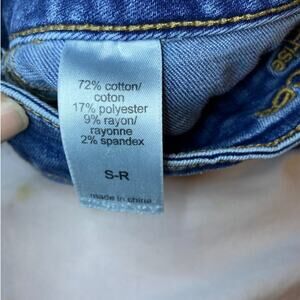 72% cotton/
coton
17% polyester
9% rayon/
rayonne
2% spandex
S-R
made in china